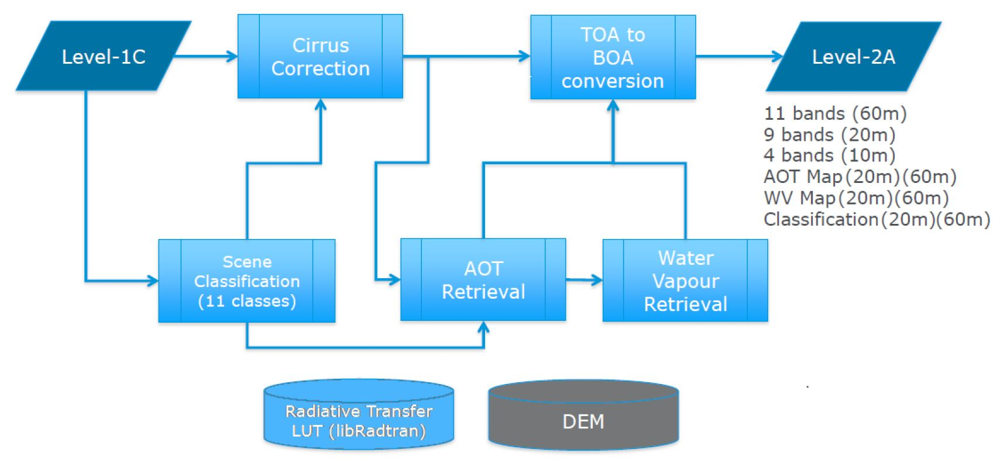 Level-1C
Cirrus
Correction
TOA to
BOA
conversion
Level-2A
11 bands (60m)
9 bands (20m)
4 bands (10m)
AOT Map(20m)(60m)
WV Map(20m)(60m)
Classification(20m)(60m)
Scene
Classification
(11 classes)
AOT
Retrieval
Water
Vapour
Retrieval
Radiative Transfer
LUT (libRadtran)
DEM